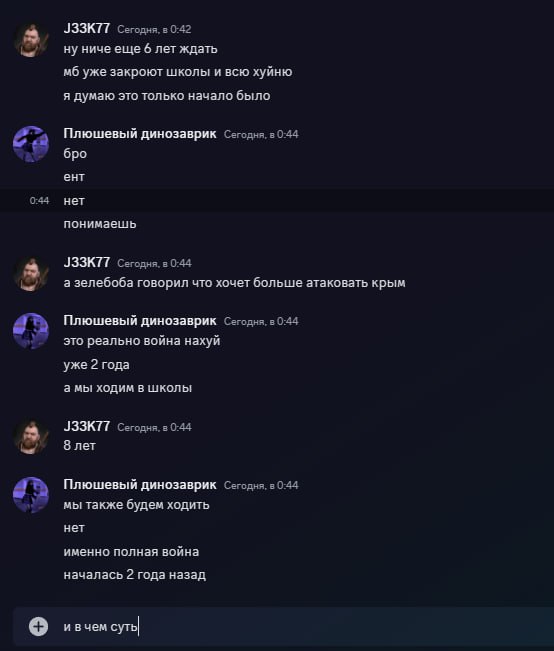 J33K77 Сегодня, в 0:42
ну ниче еще 6 лет ждать
мб уже закроют школы и всю хуйню
я думаю это только начало было
Плюшевый динозаврик Сегодня, в 0:44
бро
ент
0:44 нет
понимаешь
J33K77 Сегодня, в 0:44
а зелебоба говорил что хочет больше атаковать крым
Плюшевый динозаврик Сегодня, в 0:44
это реально война нахуй
уже 2 года
а мы ходим в школы
J33K77 Сегодня, в 0:44
8 лет
Плюшевый динозаврик Сегодня, в 0:44
мы также будем ходить
нет
именно полная война
началась 2 года назад
и в чем суть